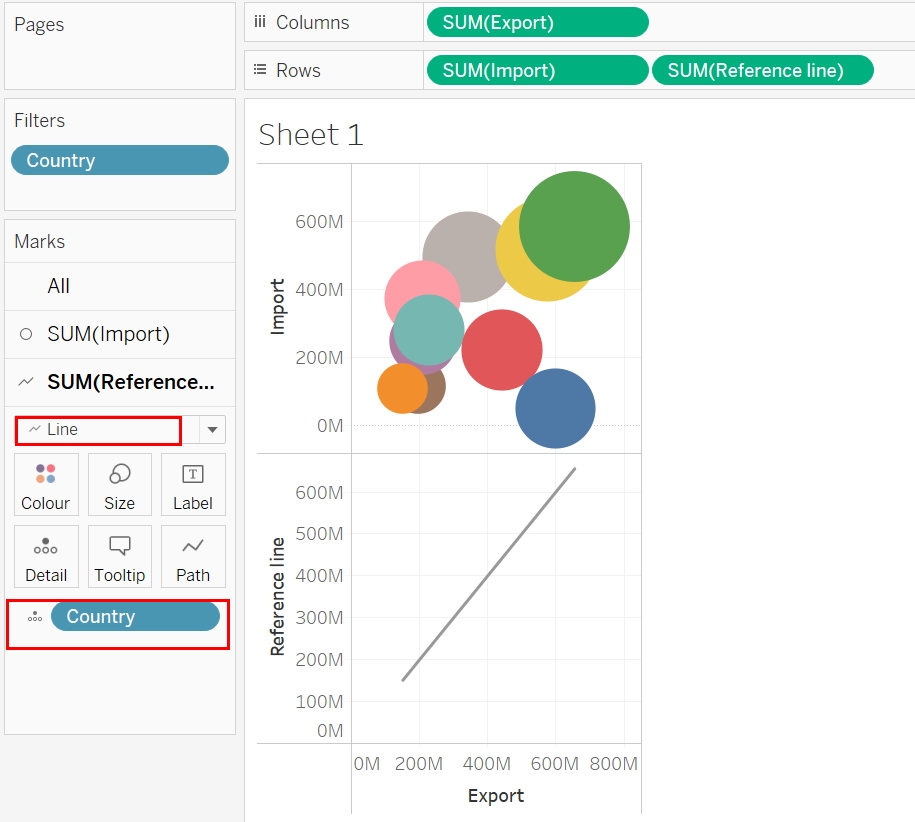 Pages
Columns
SUM(Export)
Rows
SUM(Import)
SUM(Reference line)
Filters
Country
Marks
All
SUM(Import)
SUM(Reference...
Line
Colour
Size
T
Label
Detail
Tooltip
Path
Country
Sheet 1
Import
600M
400M
200M
0M
Reference line
600M
500M
400M
300M
200M
100M
0M
0M 200M 400M 600M 800M
Export